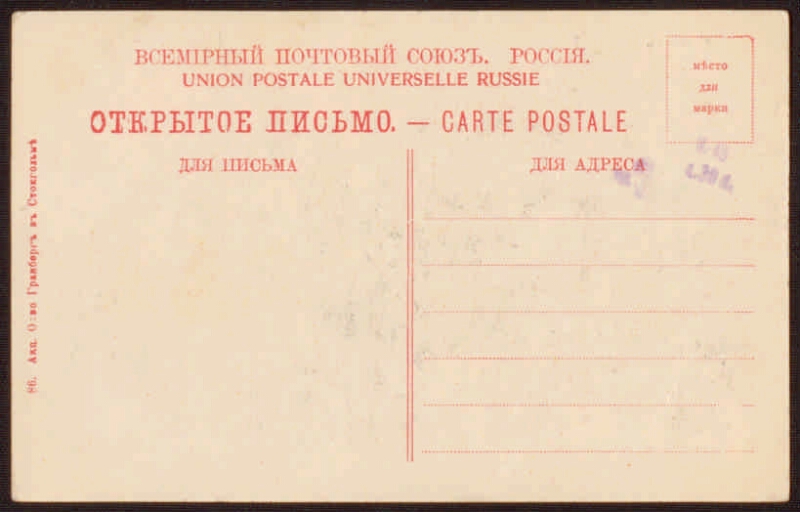 ВСЕМІРНЫЙ ПОЧТОВЫЙ СОЮЗЪ. РОССІЯ.
UNION POSTALE UNIVERSELLE RUSSIE
ОТКРЫТОЕ ПИСЬМО. — CARTE POSTALE
мѣсто
для
марки
ДЛЯ ПИСЬМА
ДЛЯ АДРЕСА
86. Акц. О-во Гранбергъ въ Стокгольмѣ